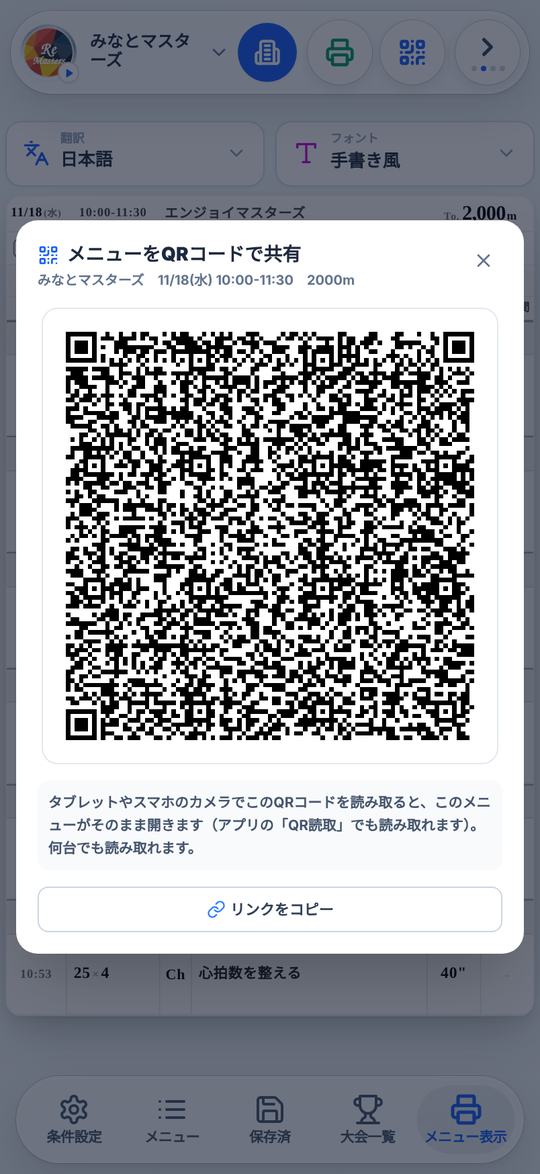 Re
Masters
みなとマスタ
ーズ
翻訳
日本語
フォント
手書き風
11/18(水) 10:00-11:30 エンジョイマスターズ To. 2,000m
メニューをQRコードで共有
みなとマスターズ 11/18(水) 10:00-11:30 2000m
タブレットやスマホのカメラでこのQRコードを読み取ると、このメニ
ューがそのまま開きます（アプリの「QR読取」でも読み取れます）。
何台でも読み取れます。
リンクをコピー
10:53 25×4 Ch 心拍数を整える 40" -
条件設定
メニュー
保存済
大会一覧
メニュー表示